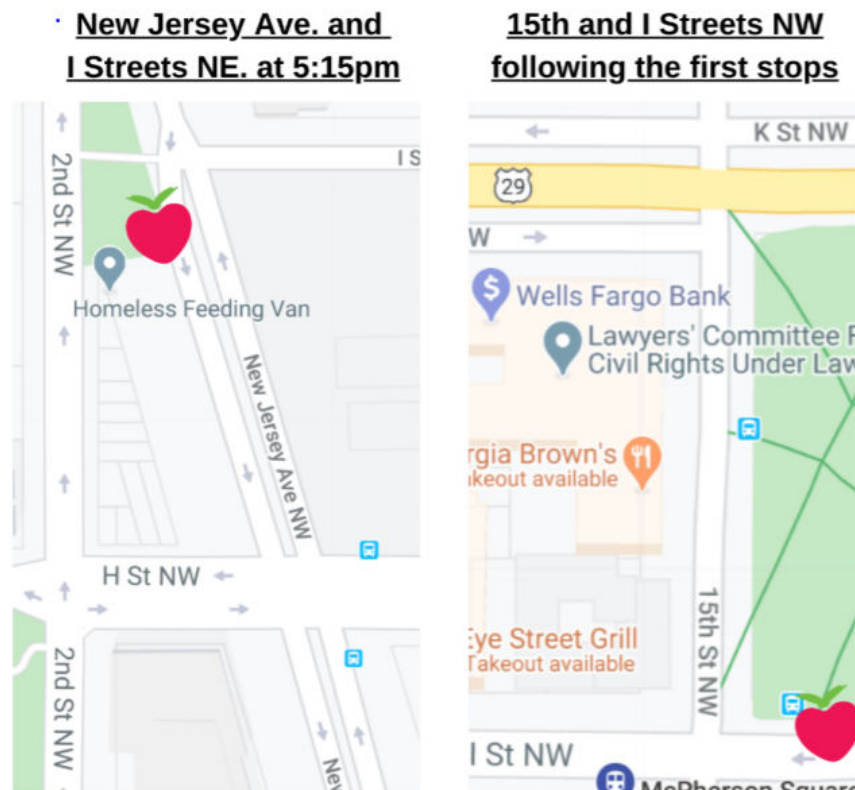 New Jersey Ave. and
I Streets NE. at 5:15pm
2nd St NW
I S
Homeless Feeding Van
New Jersey Ave NW
H St NW
2nd St NW
New
15th and I Streets NW
following the first stops
K St NW
29
W
$
Wells Fargo Bank
Lawyers' Committee F
Civil Rights Under Law
rgia Brown's
akeout available
15th St NW
Eye Street Grill
Takeout available
I St NW
McPherson Square